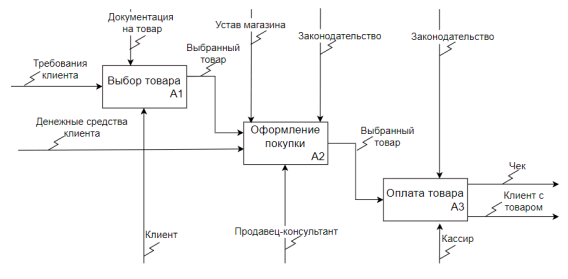 Документация
на товар
Устав магазина
Законодательство
Законодательство
Выбранный
товар
Требования
клиента
Выбор товара
A1
Денежные средства
клиента
Оформление
покупки
A2
Выбранный
товар
Чек
Оплата товара
A3
Клиент с
товаром
Клиент
Продавец-консультант
Кассир